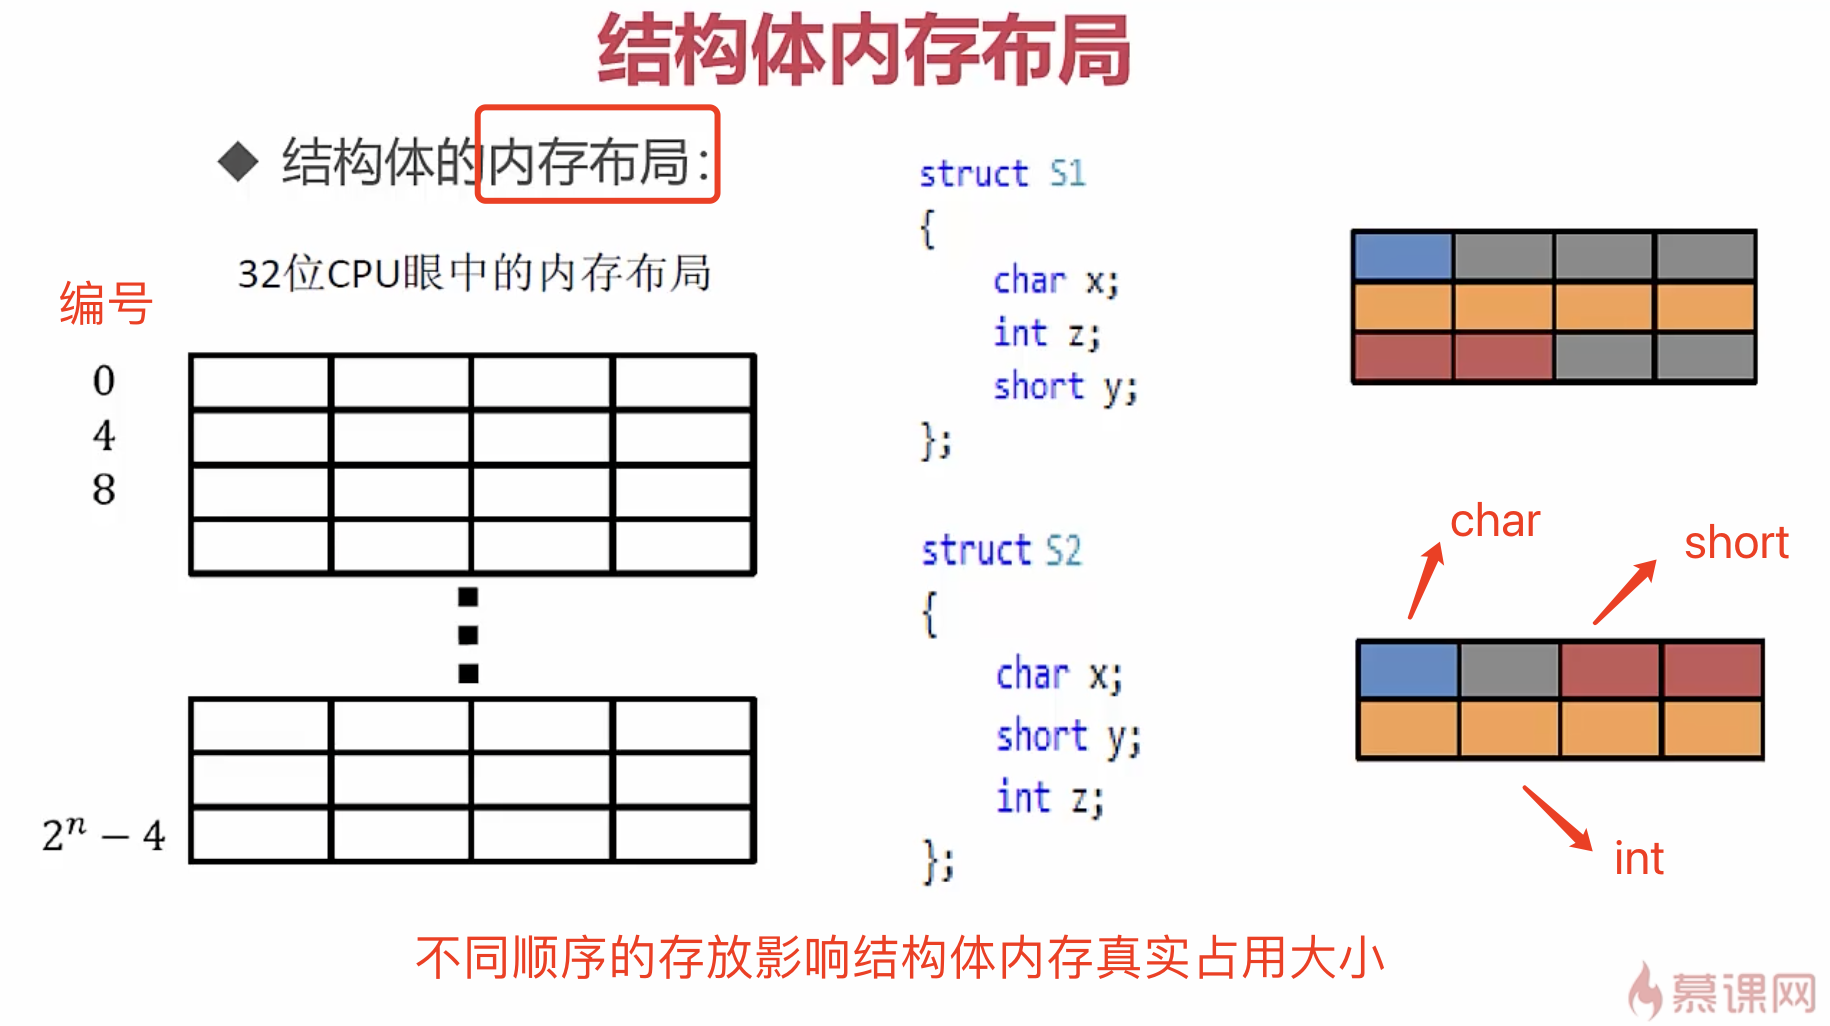 结构体内存布局
◆ 结构体的内存布局：
32位CPU眼中的内存布局
编号
0
4
8
2ⁿ − 4
struct S1
{
char x;
int z;
short y;
};
struct S2
{
char x;
short y;
int z;
};
char
short
int
不同顺序的存放影响结构体内存真实占用大小
慕课网